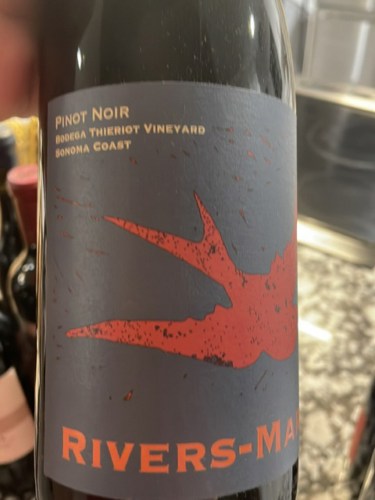 PINOT NOIR
BODEGA THIERIOT VINEYARD
SONOMA COAST
RIVERS-MA